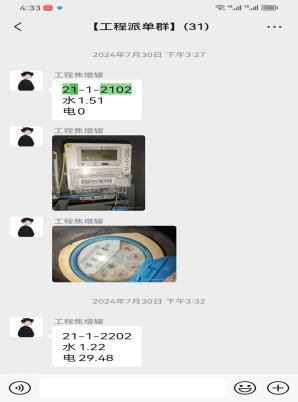 4:33
【工程派单群】(31)
2024年7月30日 下午3:27
工程焦增耀
21-1-2102
水 1.51
电 0
工程焦增耀
工程焦增耀
2024年7月30日 下午3:32
工程焦增耀
21-1-2202
水 1.22
电 29.48